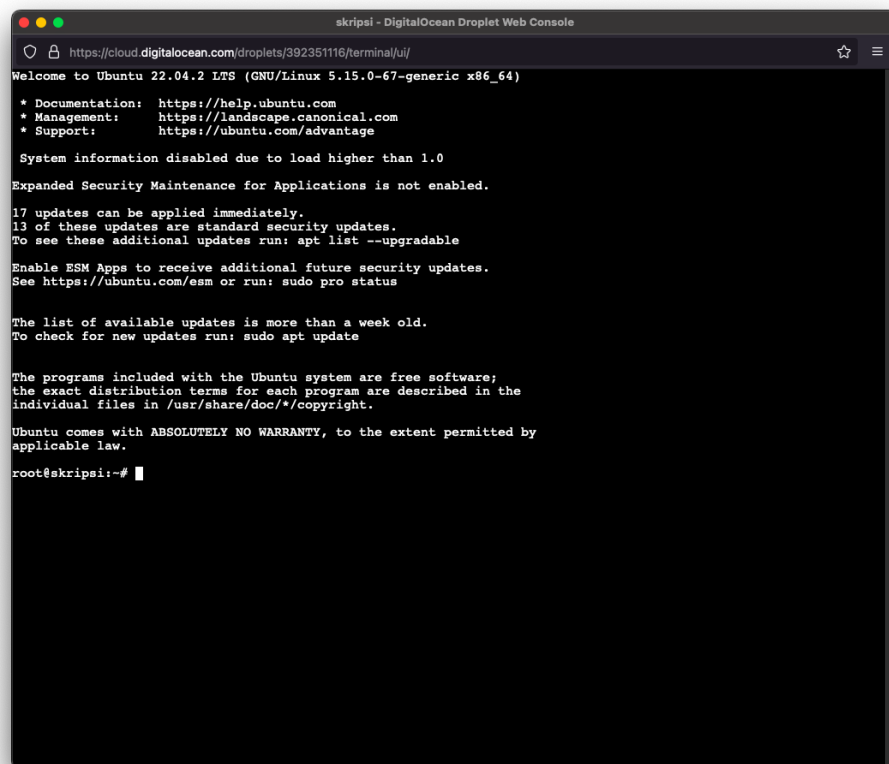 skripsi - DigitalOcean Droplet Web Console
https://cloud.digitalocean.com/droplets/392351116/terminal/ui/
Welcome to Ubuntu 22.04.2 LTS (GNU/Linux 5.15.0-67-generic x86_64)
* Documentation:  https://help.ubuntu.com
* Management:     https://landscape.canonical.com
* Support:        https://ubuntu.com/advantage
System information disabled due to load higher than 1.0
Expanded Security Maintenance for Applications is not enabled.
17 updates can be applied immediately.
13 of these updates are standard security updates.
To see these additional updates run: apt list --upgradable
Enable ESM Apps to receive additional future security updates.
See https://ubuntu.com/esm or run: sudo pro status
The list of available updates is more than a week old.
To check for new updates run: sudo apt update
The programs included with the Ubuntu system are free software;
the exact distribution terms for each program are described in the
individual files in /usr/share/doc/*/copyright.
Ubuntu comes with ABSOLUTELY NO WARRANTY, to the extent permitted by
applicable law.
root@skripsi:~#